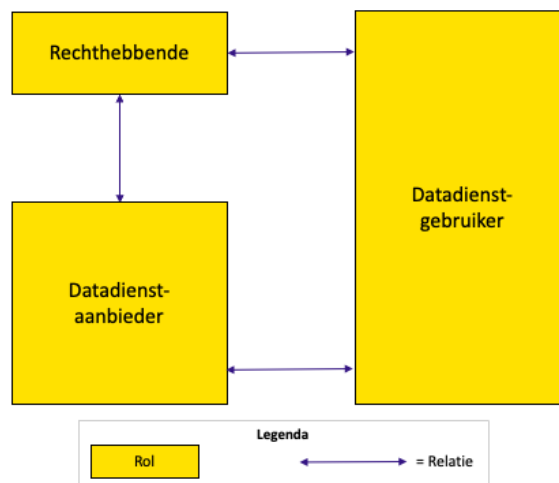 Rechthebbende
Datadienst-
gebruiker
Datadienst-
aanbieder
Legenda
Rol
= Relatie